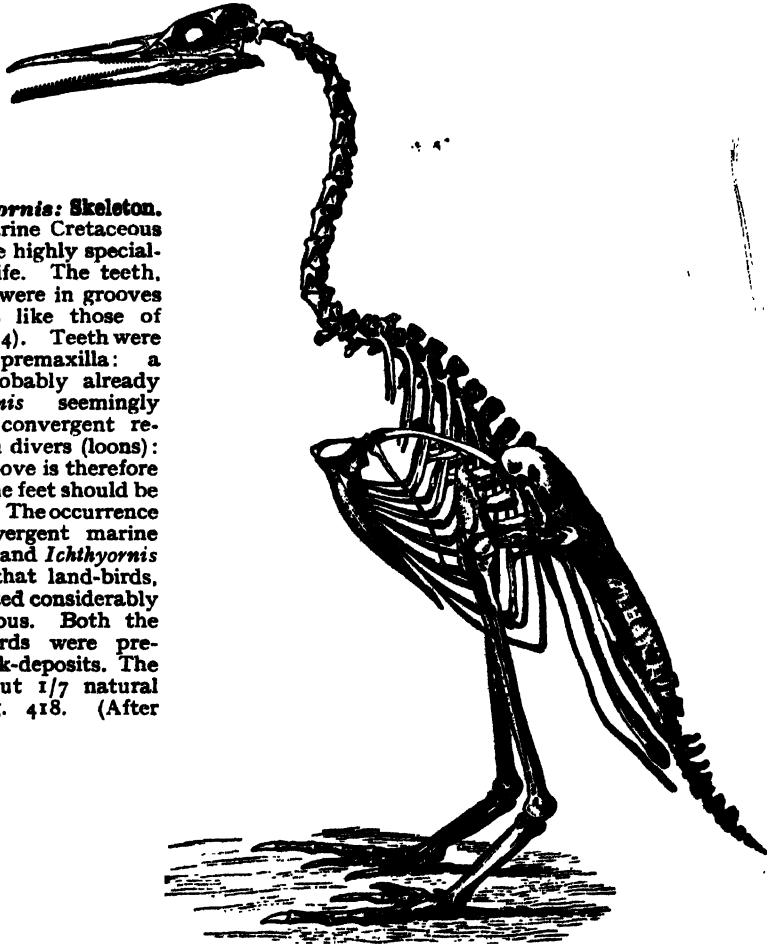 ornis: Skeleton.
rine Cretaceous
e highly special-
ife. The teeth,
were in grooves
like those of
4). Teeth were
premaxilla: a
obably already
nis seemingly
convergent re-
n divers (loons):
ove is therefore
ne feet should be
The occurrence
vergent marine
and Ichthyornis
that land-birds,
ed considerably
ous. Both the
rds were pre-
k-deposits. The
ut 1/7 natural
. 418. (After